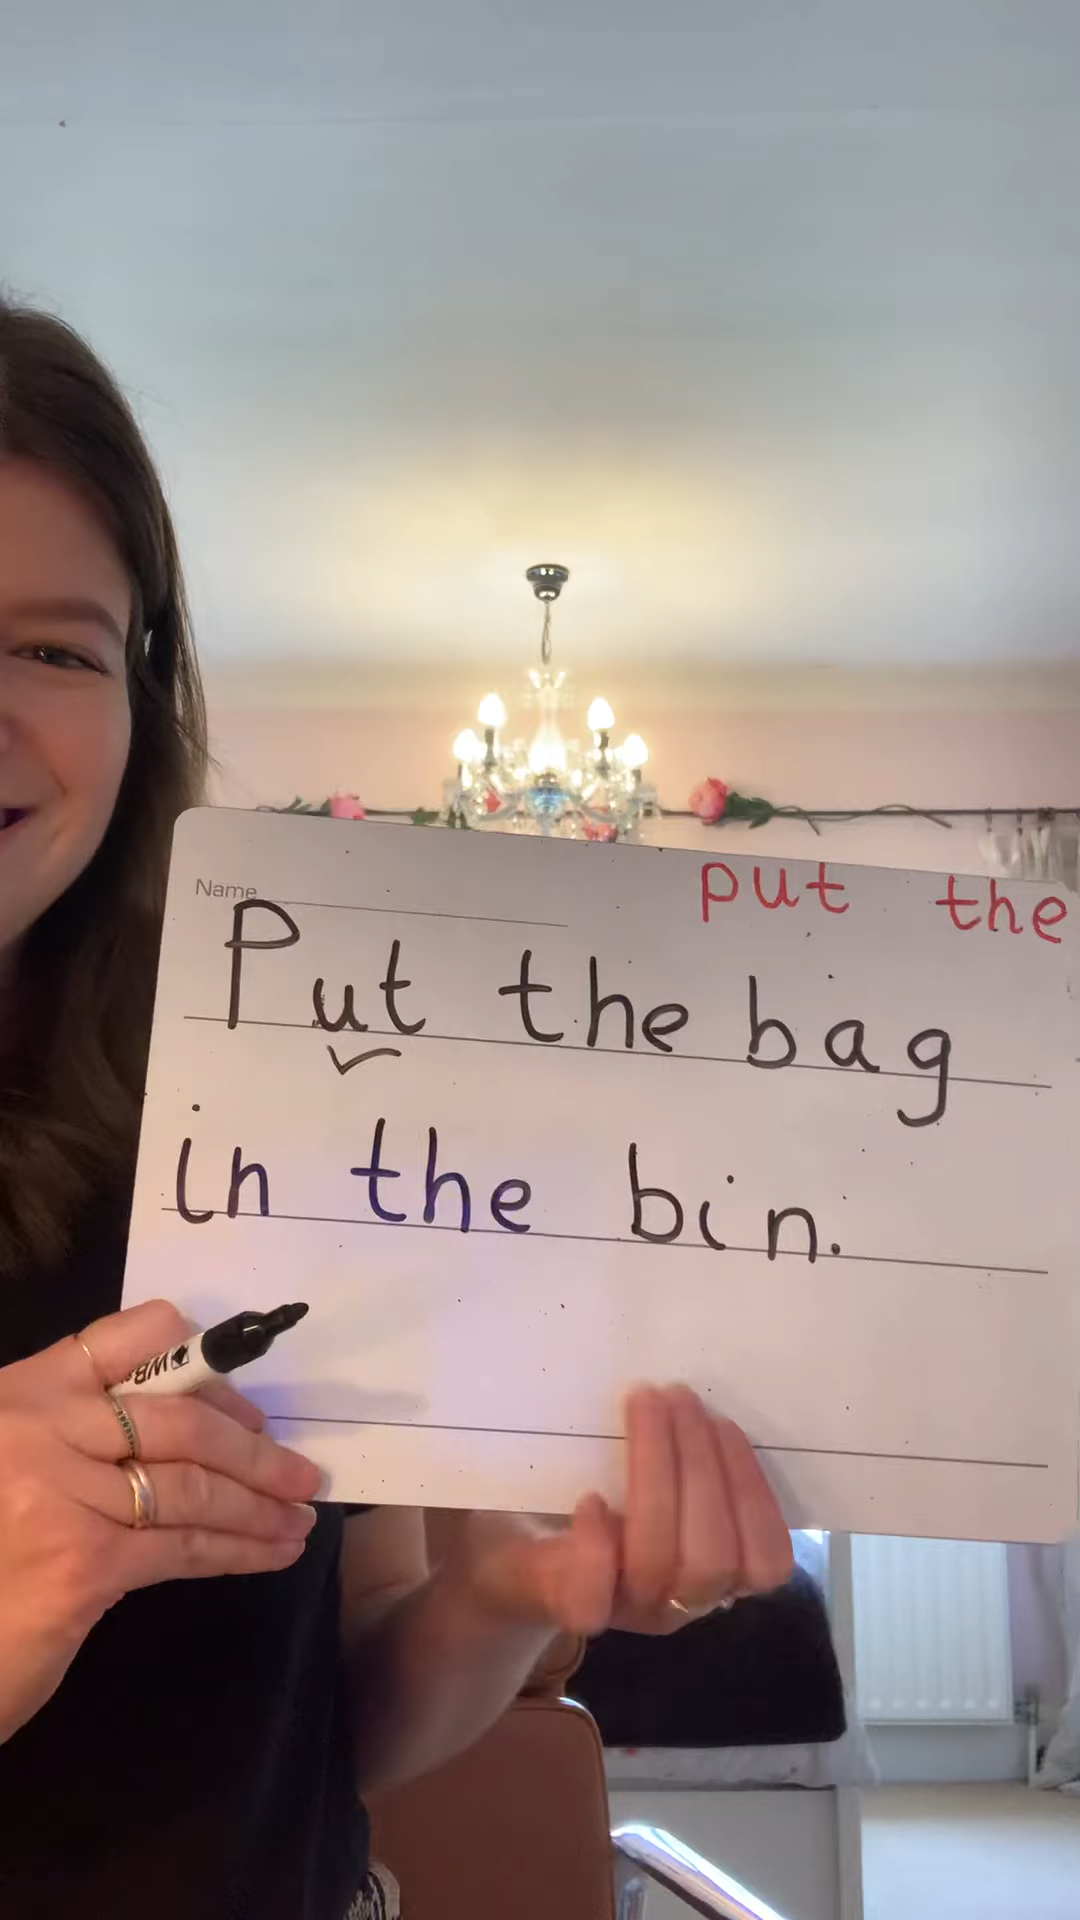 Name
put the
Put the bag
in the bin.